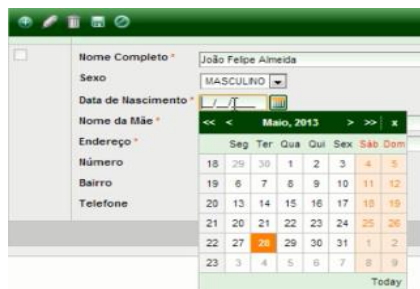 Nome Completo * João Felipe Almeida
Sexo MASCULINO
Data de Nascimento * __/__/____
Nome da Mãe *
Endereço *
Número
Bairro
Telefone
<< < Maio, 2013 > >> x
Seg Ter Qua Qui Sex Sáb Dom
18 29 30 1 2 3 4 5
19 6 7 8 9 10 11 12
20 13 14 15 16 17 18 19
21 20 21 22 23 24 25 26
22 27 28 29 30 31 1 2
23 3 4 5 6 7 8 9
Today